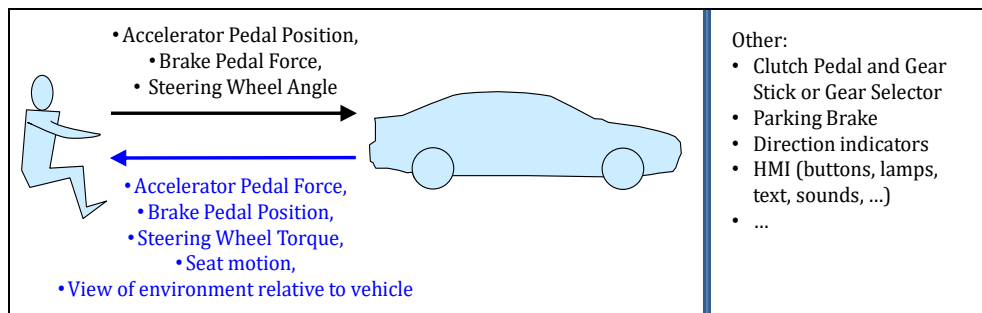 • Accelerator Pedal Position,
• Brake Pedal Force,
• Steering Wheel Angle
• Accelerator Pedal Force,
• Brake Pedal Position,
• Steering Wheel Torque,
• Seat motion,
• View of environment relative to vehicle
Other:
• Clutch Pedal and Gear
Stick or Gear Selector
• Parking Brake
• Direction indicators
• HMI (buttons, lamps,
text, sounds, …)
• …